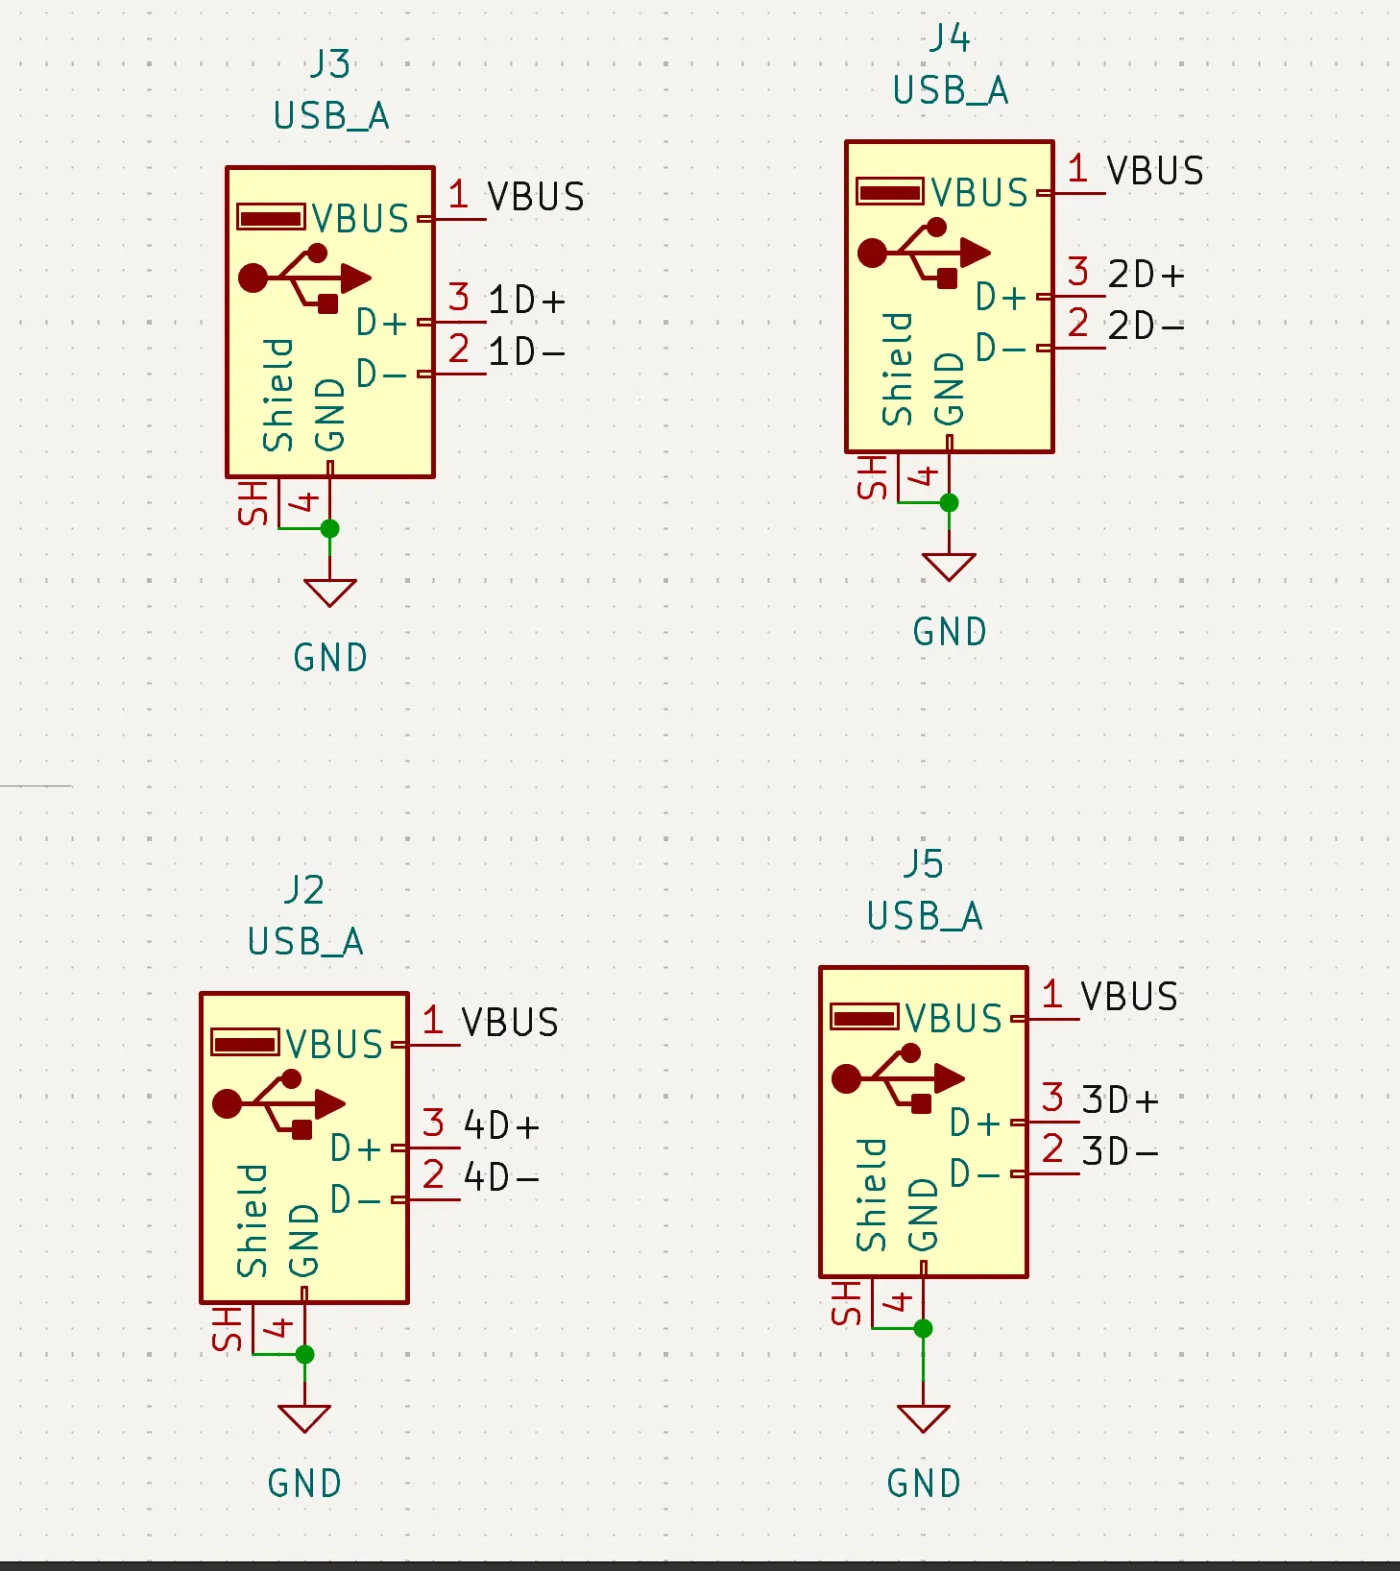 J3
USB_A
1 VBUS
VBUS
3 1D+
D+
2 1D-
D-
Shield
GND
SH
4
GND
J4
USB_A
1 VBUS
VBUS
3 2D+
D+
2 2D-
D-
Shield
GND
SH
4
GND
J2
USB_A
1 VBUS
VBUS
3 4D+
D+
2 4D-
D-
Shield
GND
SH
4
GND
J5
USB_A
1 VBUS
VBUS
3 3D+
D+
2 3D-
D-
Shield
GND
SH
4
GND